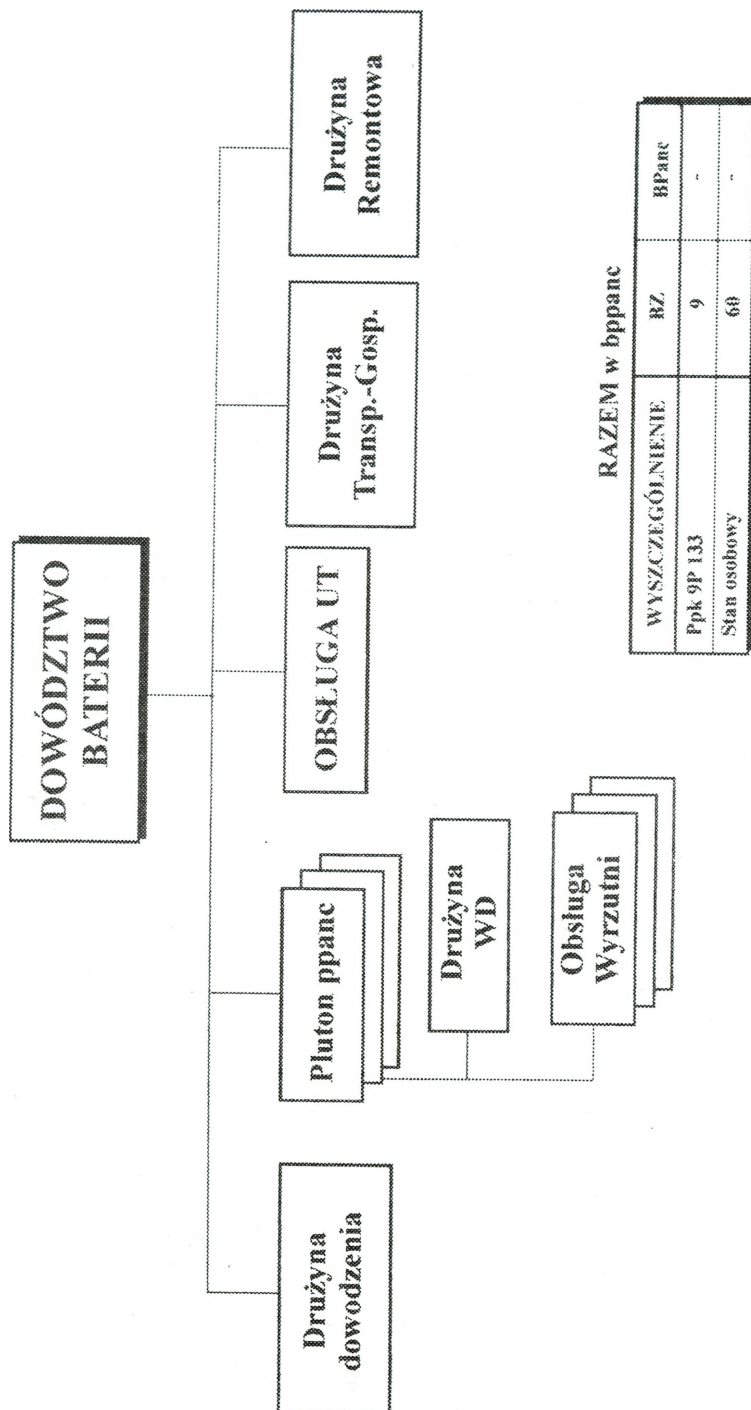 DOWÓDZTWO
BATERII
Drużyna
dowodzenia
Pluton ppanc
OBSŁUGA UT
Drużyna
Transp.-Gosp.
Drużyna
Remontowa
Drużyna
WD
Obsługa
Wyrzutni
RAZEM w bppanc
WYSZCZEGÓLNIENIE BZ BPanc
Ppk 9P 133 9 -
Stan osobowy 60 -